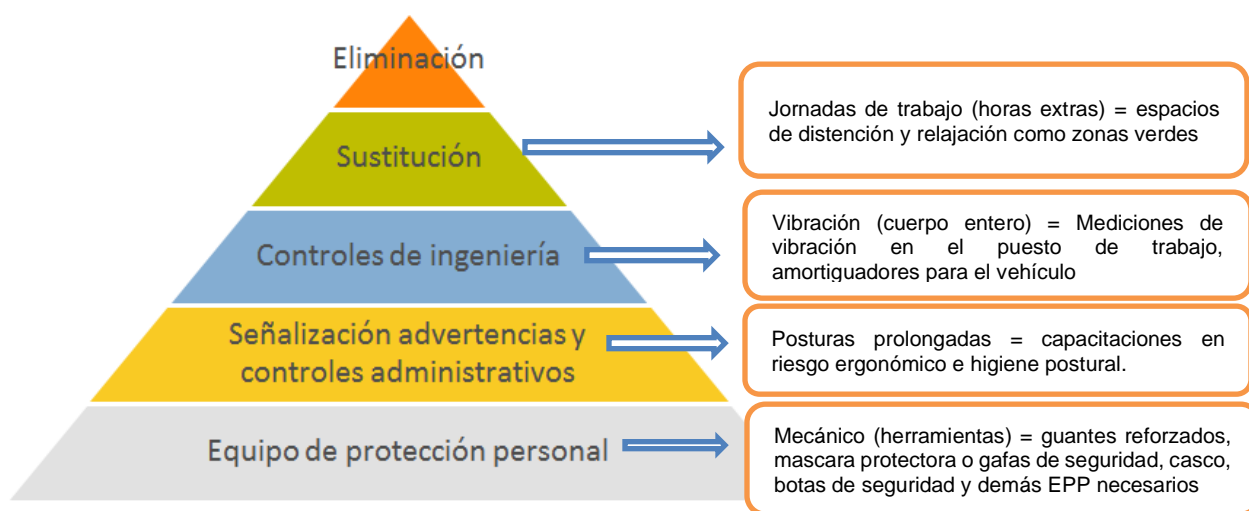 Eliminación
Jornadas de trabajo (horas extras) = espacios
de distención y relajación como zonas verdes
Sustitución
Vibración (cuerpo entero) = Mediciones de
vibración en el puesto de trabajo,
amortiguadores para el vehículo
Controles de ingeniería
Señalización advertencias y
controles administrativos
Posturas prolongadas = capacitaciones en
riesgo ergonómico e higiene postural.
Equipo de protección personal
Mecánico (herramientas) = guantes reforzados,
mascara protectora o gafas de seguridad, casco,
botas de seguridad y demás EPP necesarios